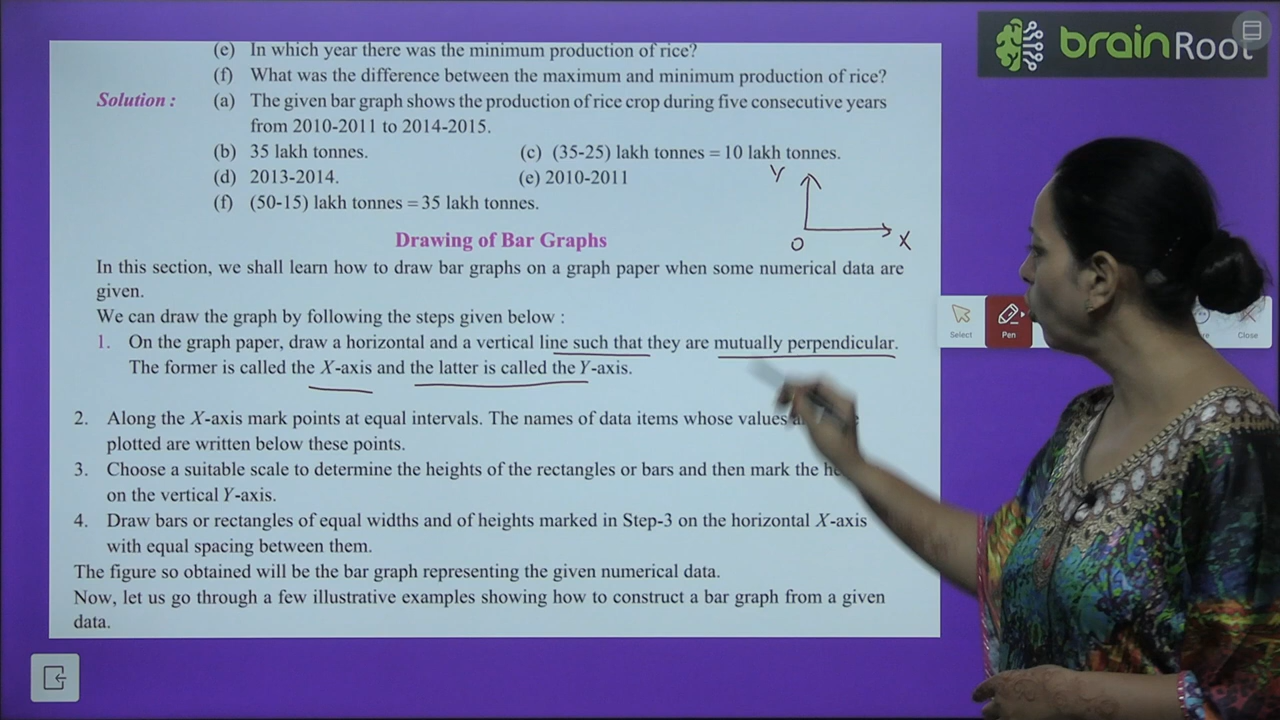 (e) In which year there was the minimum production of rice?
(f) What was the difference between the maximum and minimum production of rice?
Solution : (a) The given bar graph shows the production of rice crop during five consecutive years
from 2010-2011 to 2014-2015.
(b) 35 lakh tonnes. (c) (35-25) lakh tonnes = 10 lakh tonnes.
(d) 2013-2014. (e) 2010-2011
(f) (50-15) lakh tonnes = 35 lakh tonnes.
Y
O X
Drawing of Bar Graphs
In this section, we shall learn how to draw bar graphs on a graph paper when some numerical data are
given.
We can draw the graph by following the steps given below :
1. On the graph paper, draw a horizontal and a vertical line such that they are mutually perpendicular.
The former is called the X-axis and the latter is called the Y-axis.
2. Along the X-axis mark points at equal intervals. The names of data items whose values
plotted are written below these points.
3. Choose a suitable scale to determine the heights of the rectangles or bars and then mark the
on the vertical Y-axis.
4. Draw bars or rectangles of equal widths and of heights marked in Step-3 on the horizontal X-axis
with equal spacing between them.
The figure so obtained will be the bar graph representing the given numerical data.
Now, let us go through a few illustrative examples showing how to construct a bar graph from a given
data.
brainRoot
Select Pen Close